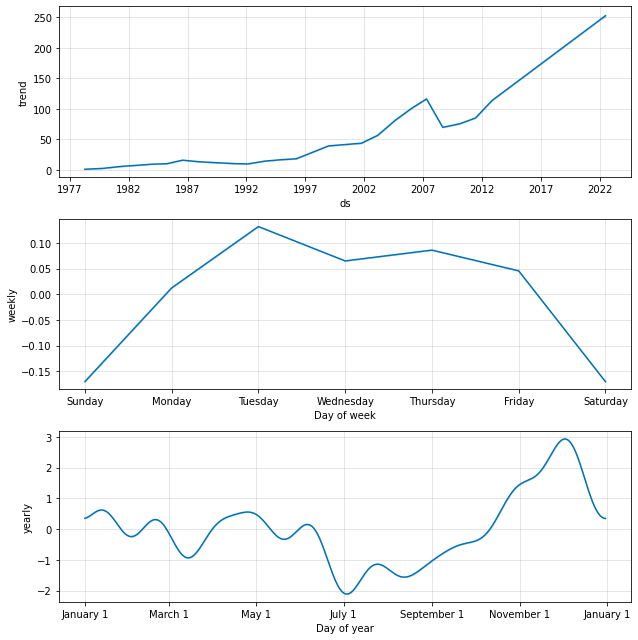 250
200
150
100
50
0
trend
1977 1982 1987 1992 1997 2002 2007 2012 2017 2022
ds
0.10
0.05
0.00
−0.05
−0.10
−0.15
weekly
Sunday Monday Tuesday Wednesday Thursday Friday Saturday
Day of week
3
2
1
0
−1
−2
yearly
January 1 March 1 May 1 July 1 September 1 November 1 January 1
Day of year